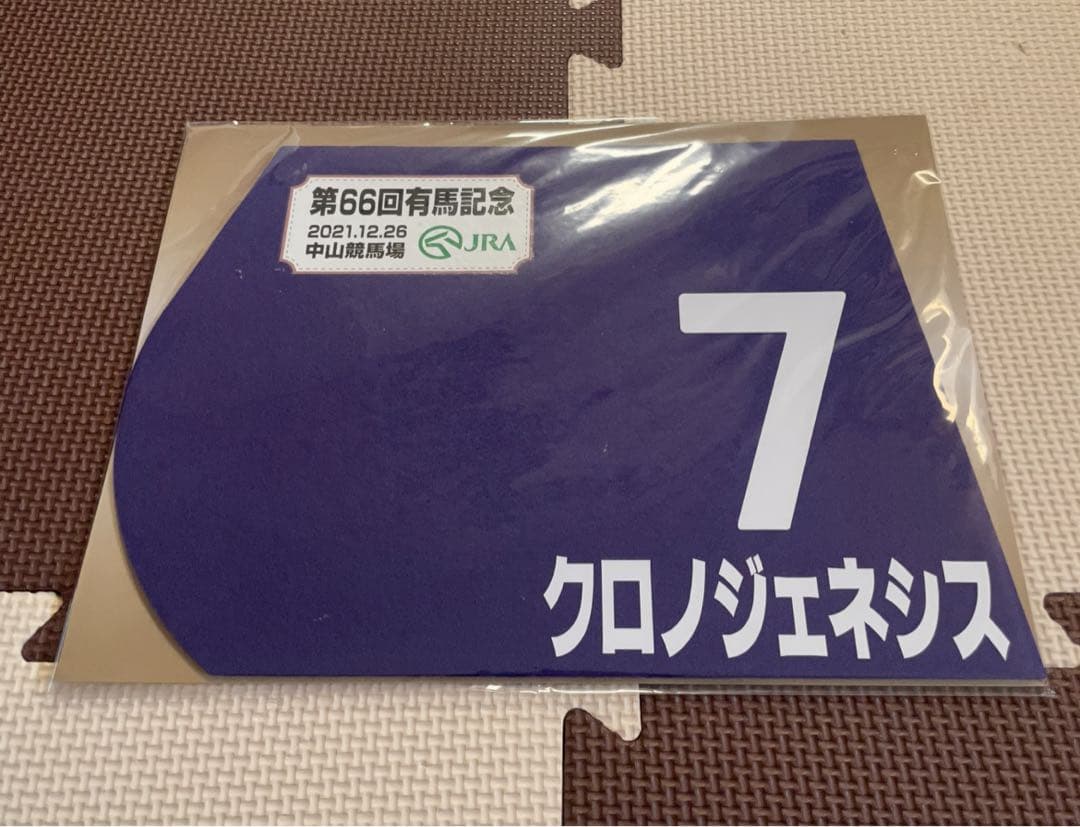 第66回有馬記念
2021.12.26
中山競馬場
JRA
7
クロノジェネシス